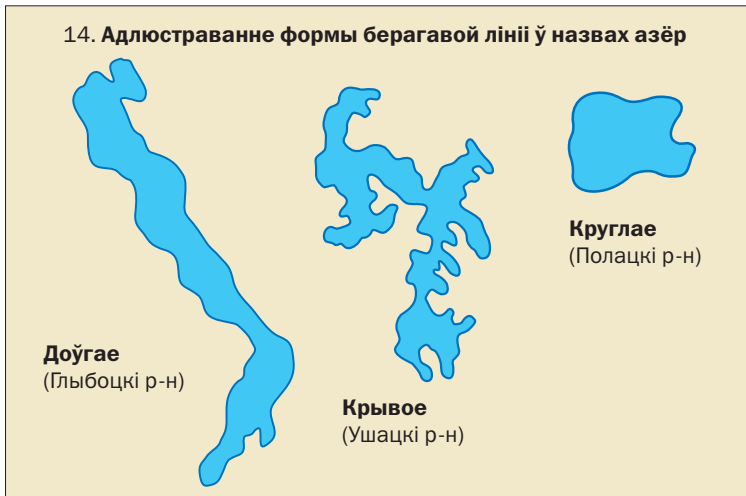 14. Адлюстраванне формы берагавой лініі ў назвах азёр
Круглае
(Полацкі р-н)
Доўгае
(Глыбоцкі р-н)
Крывое
(Ушацкі р-н)